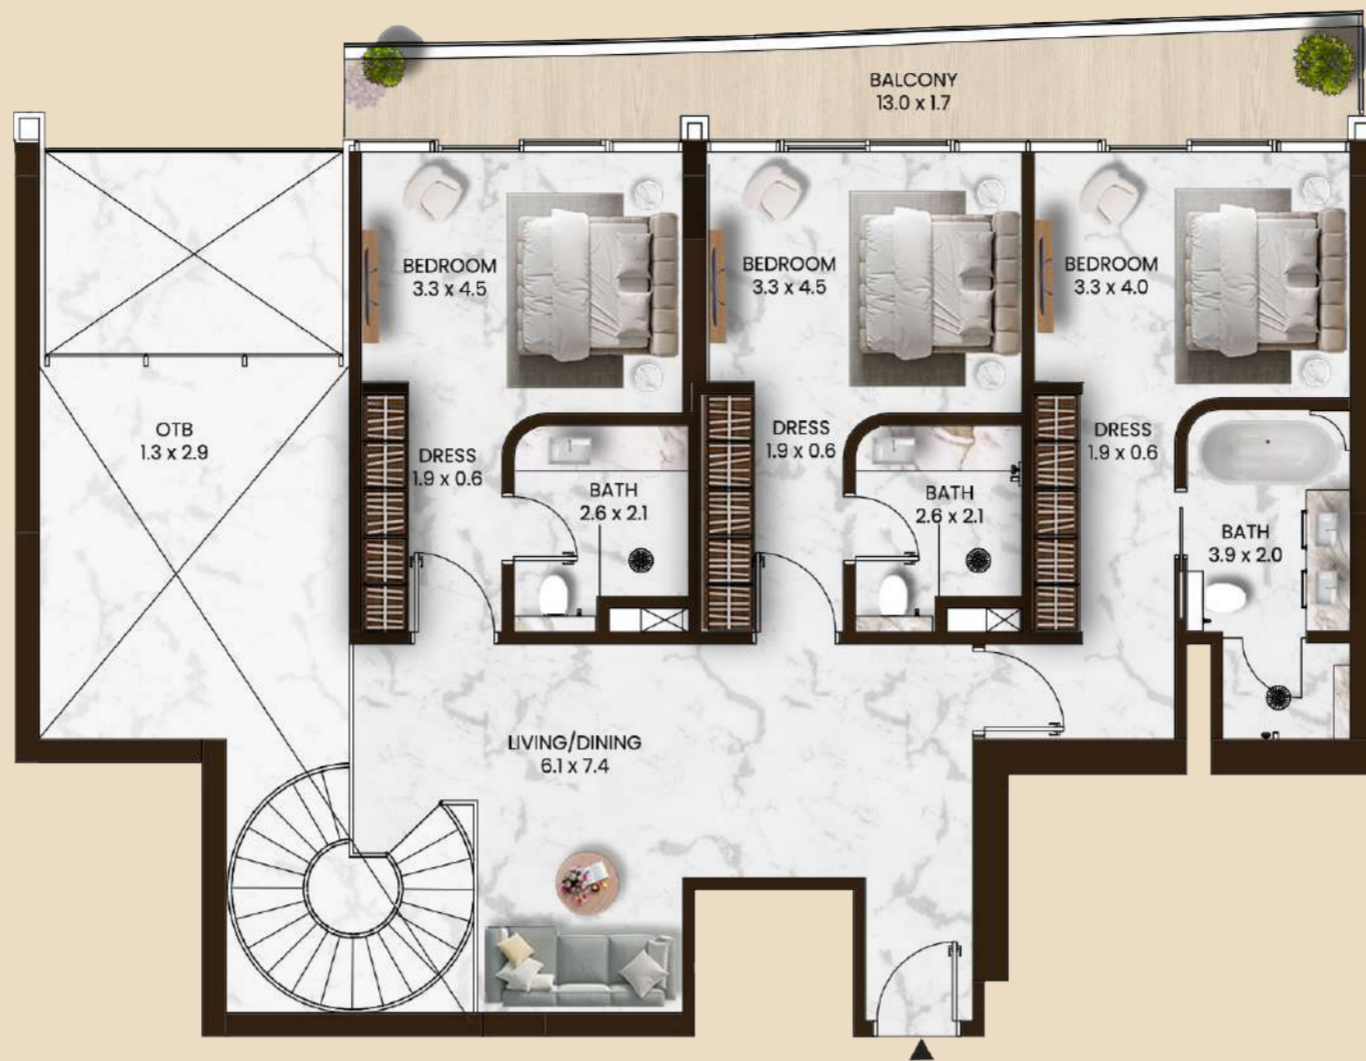 BALCONY
13.0 x 1.7
BEDROOM
3.3 x 4.5
BEDROOM
3.3 x 4.5
BEDROOM
3.3 x 4.0
OTB
1.3 x 2.9
DRESS
1.9 x 0.6
BATH
2.6 x 2.1
DRESS
1.9 x 0.6
BATH
2.6 x 2.1
DRESS
1.9 x 0.6
BATH
3.9 x 2.0
LIVING/DINING
6.1 x 7.4